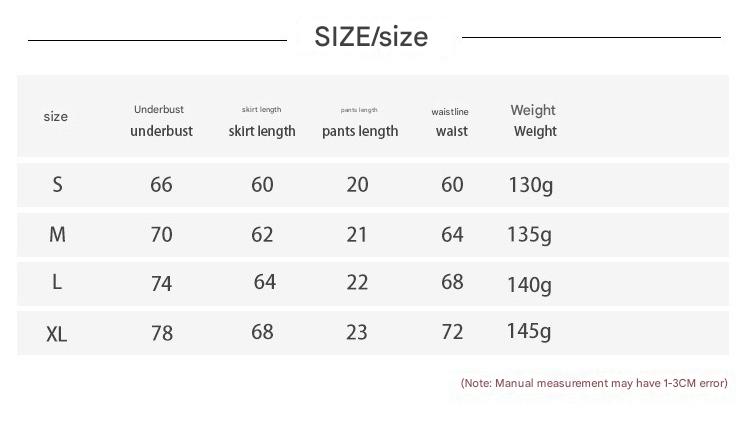 SIZE/size
size Underbust skirt length pants length waistline Weight
underbust skirt length pants length waist Weight
S 66 60 20 60 130g
M 70 62 21 64 135g
L 74 64 22 68 140g
XL 78 68 23 72 145g
(Note: Manual measurement may have 1-3CM error)